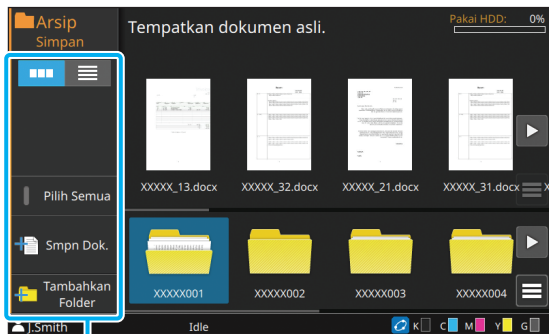 Arsip
Simpan
Tempatkan dokumen asli.
Pakai HDD: 0%
XXXXX_13.docx
XXXXX_32.docx
XXXXX_21.docx
XXXXX_31.docx
X
Pilih Semua
Smpn Dok.
Tambahkan
Folder
XXXXX001
XXXXX002
XXXXX003
XXXXX004
J.Smith
Idle
K C M Y G